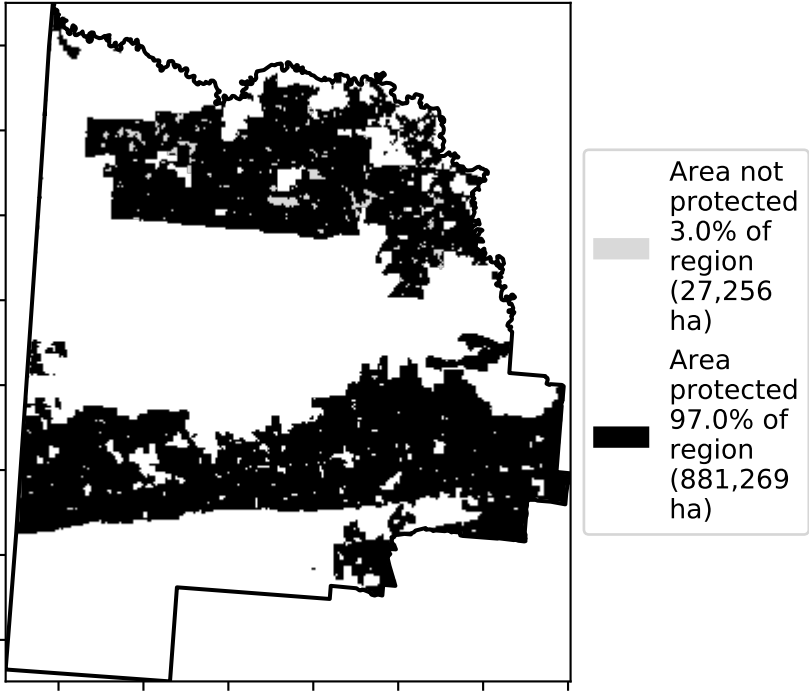 Area not
protected
3.0% of
region
(27,256
ha)
Area
protected
97.0% of
region
(881,269
ha)